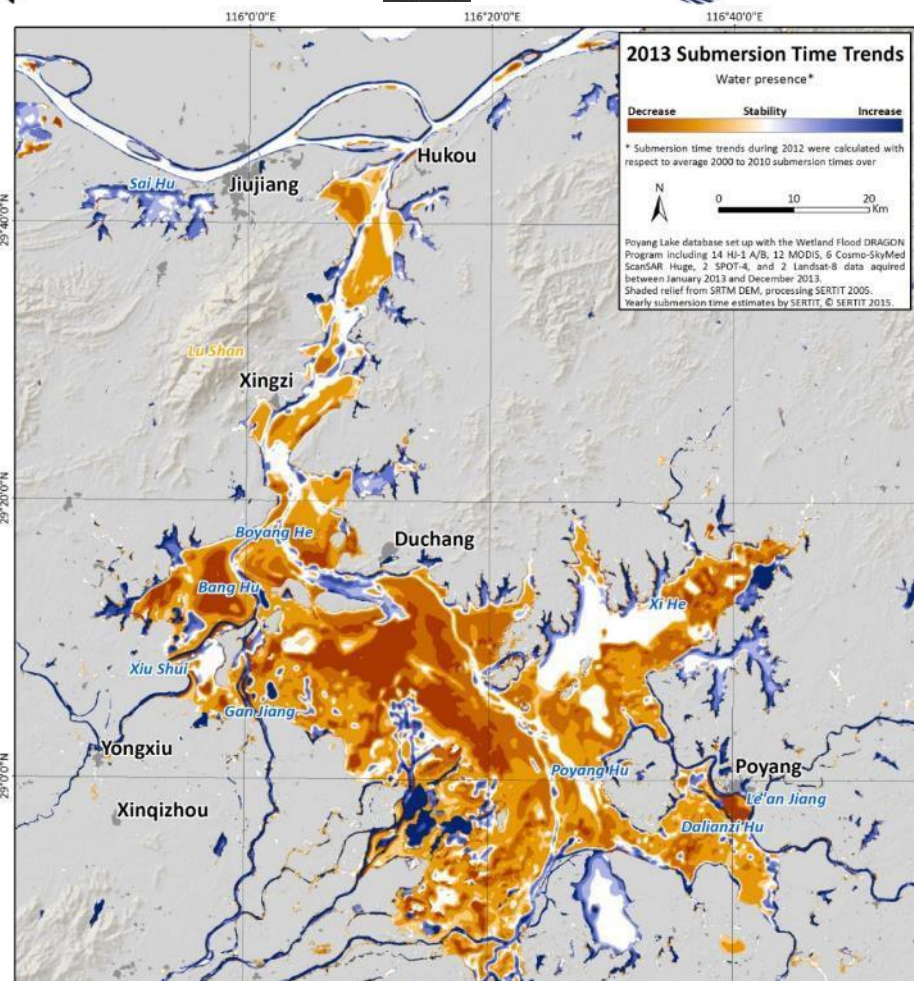 116°0'0"E 116°20'0"E 116°40'0"E
2013 Submersion Time Trends
Water presence*
Decrease Stability Increase
* Submersion time trends during 2012 were calculated with
respect to average 2000 to 2010 submersion times over
N
0 10 20
Km
Poyang Lake database set up with the Wetland Flood DRAGON
Program including 14 HJ-1 A/B, 12 MODIS, 6 Cosmo-SkyMed
ScanSAR Huge, 2 SPOT-4, and 2 Landsat-8 data aquired
between January 2013 and December 2013.
Shaded relief from SRTM DEM, processing SERTIT 2005.
Yearly submersion time estimates by SERTIT, © SERTIT 2015.
Hukou
Sai Hu
Jiujiang
29°40'0"N
Lu Shan
Xingzi
29°20'0"N
Boyang He
Duchang
Bang Hu
Xi He
Xiu Shui
Gan Jiang
Yongxiu
29°0'0"N
Poyang Hu
Poyang
Le'an Jiang
Xinqizhou
Dalianzi Hu